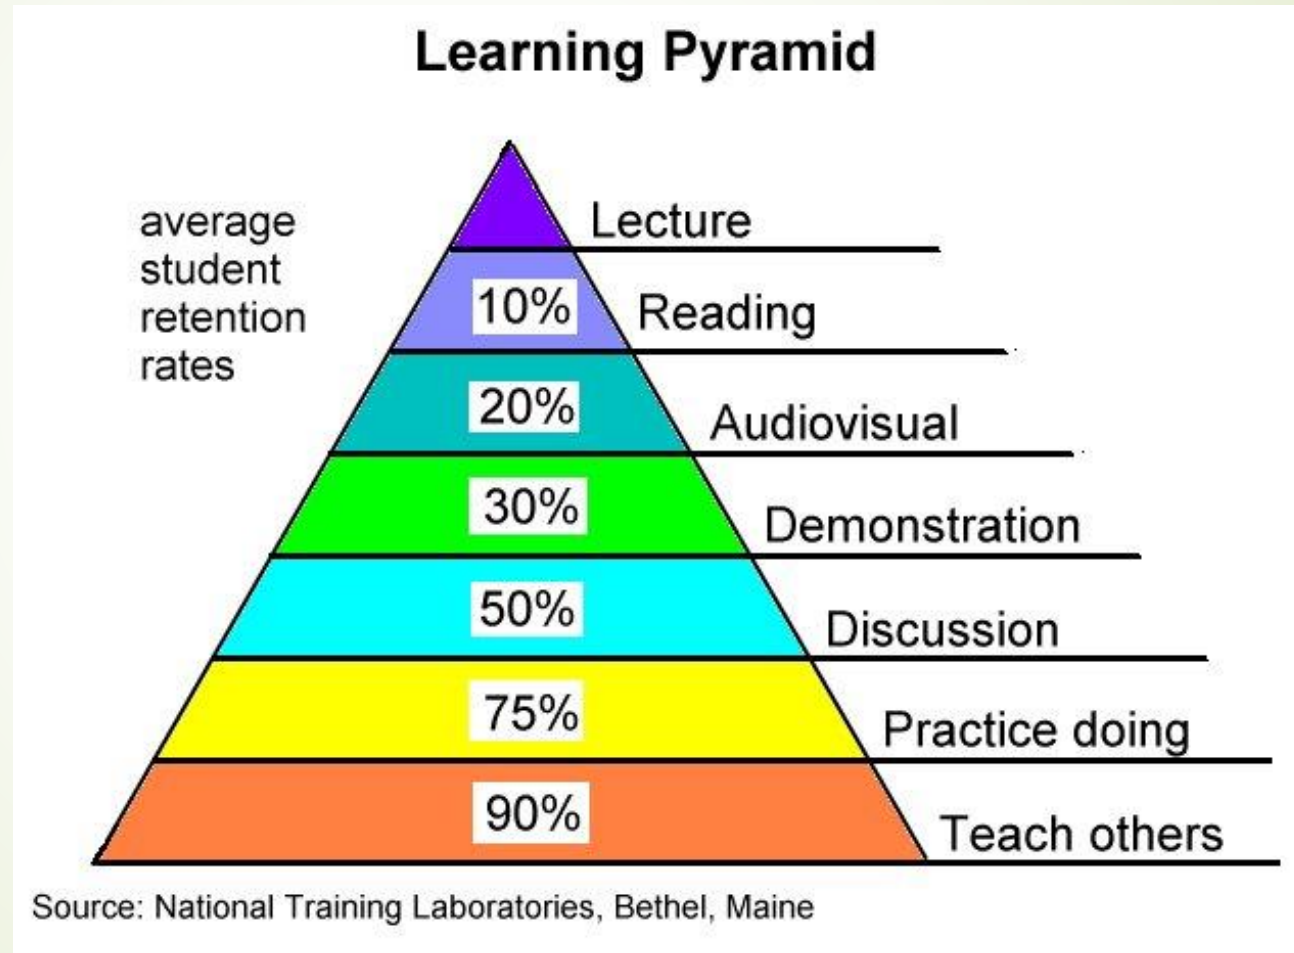 Learning Pyramid
average
student
retention
rates
Lecture
10% Reading
20% Audiovisual
30% Demonstration
50% Discussion
75% Practice doing
90% Teach others
Source: National Training Laboratories, Bethel, Maine